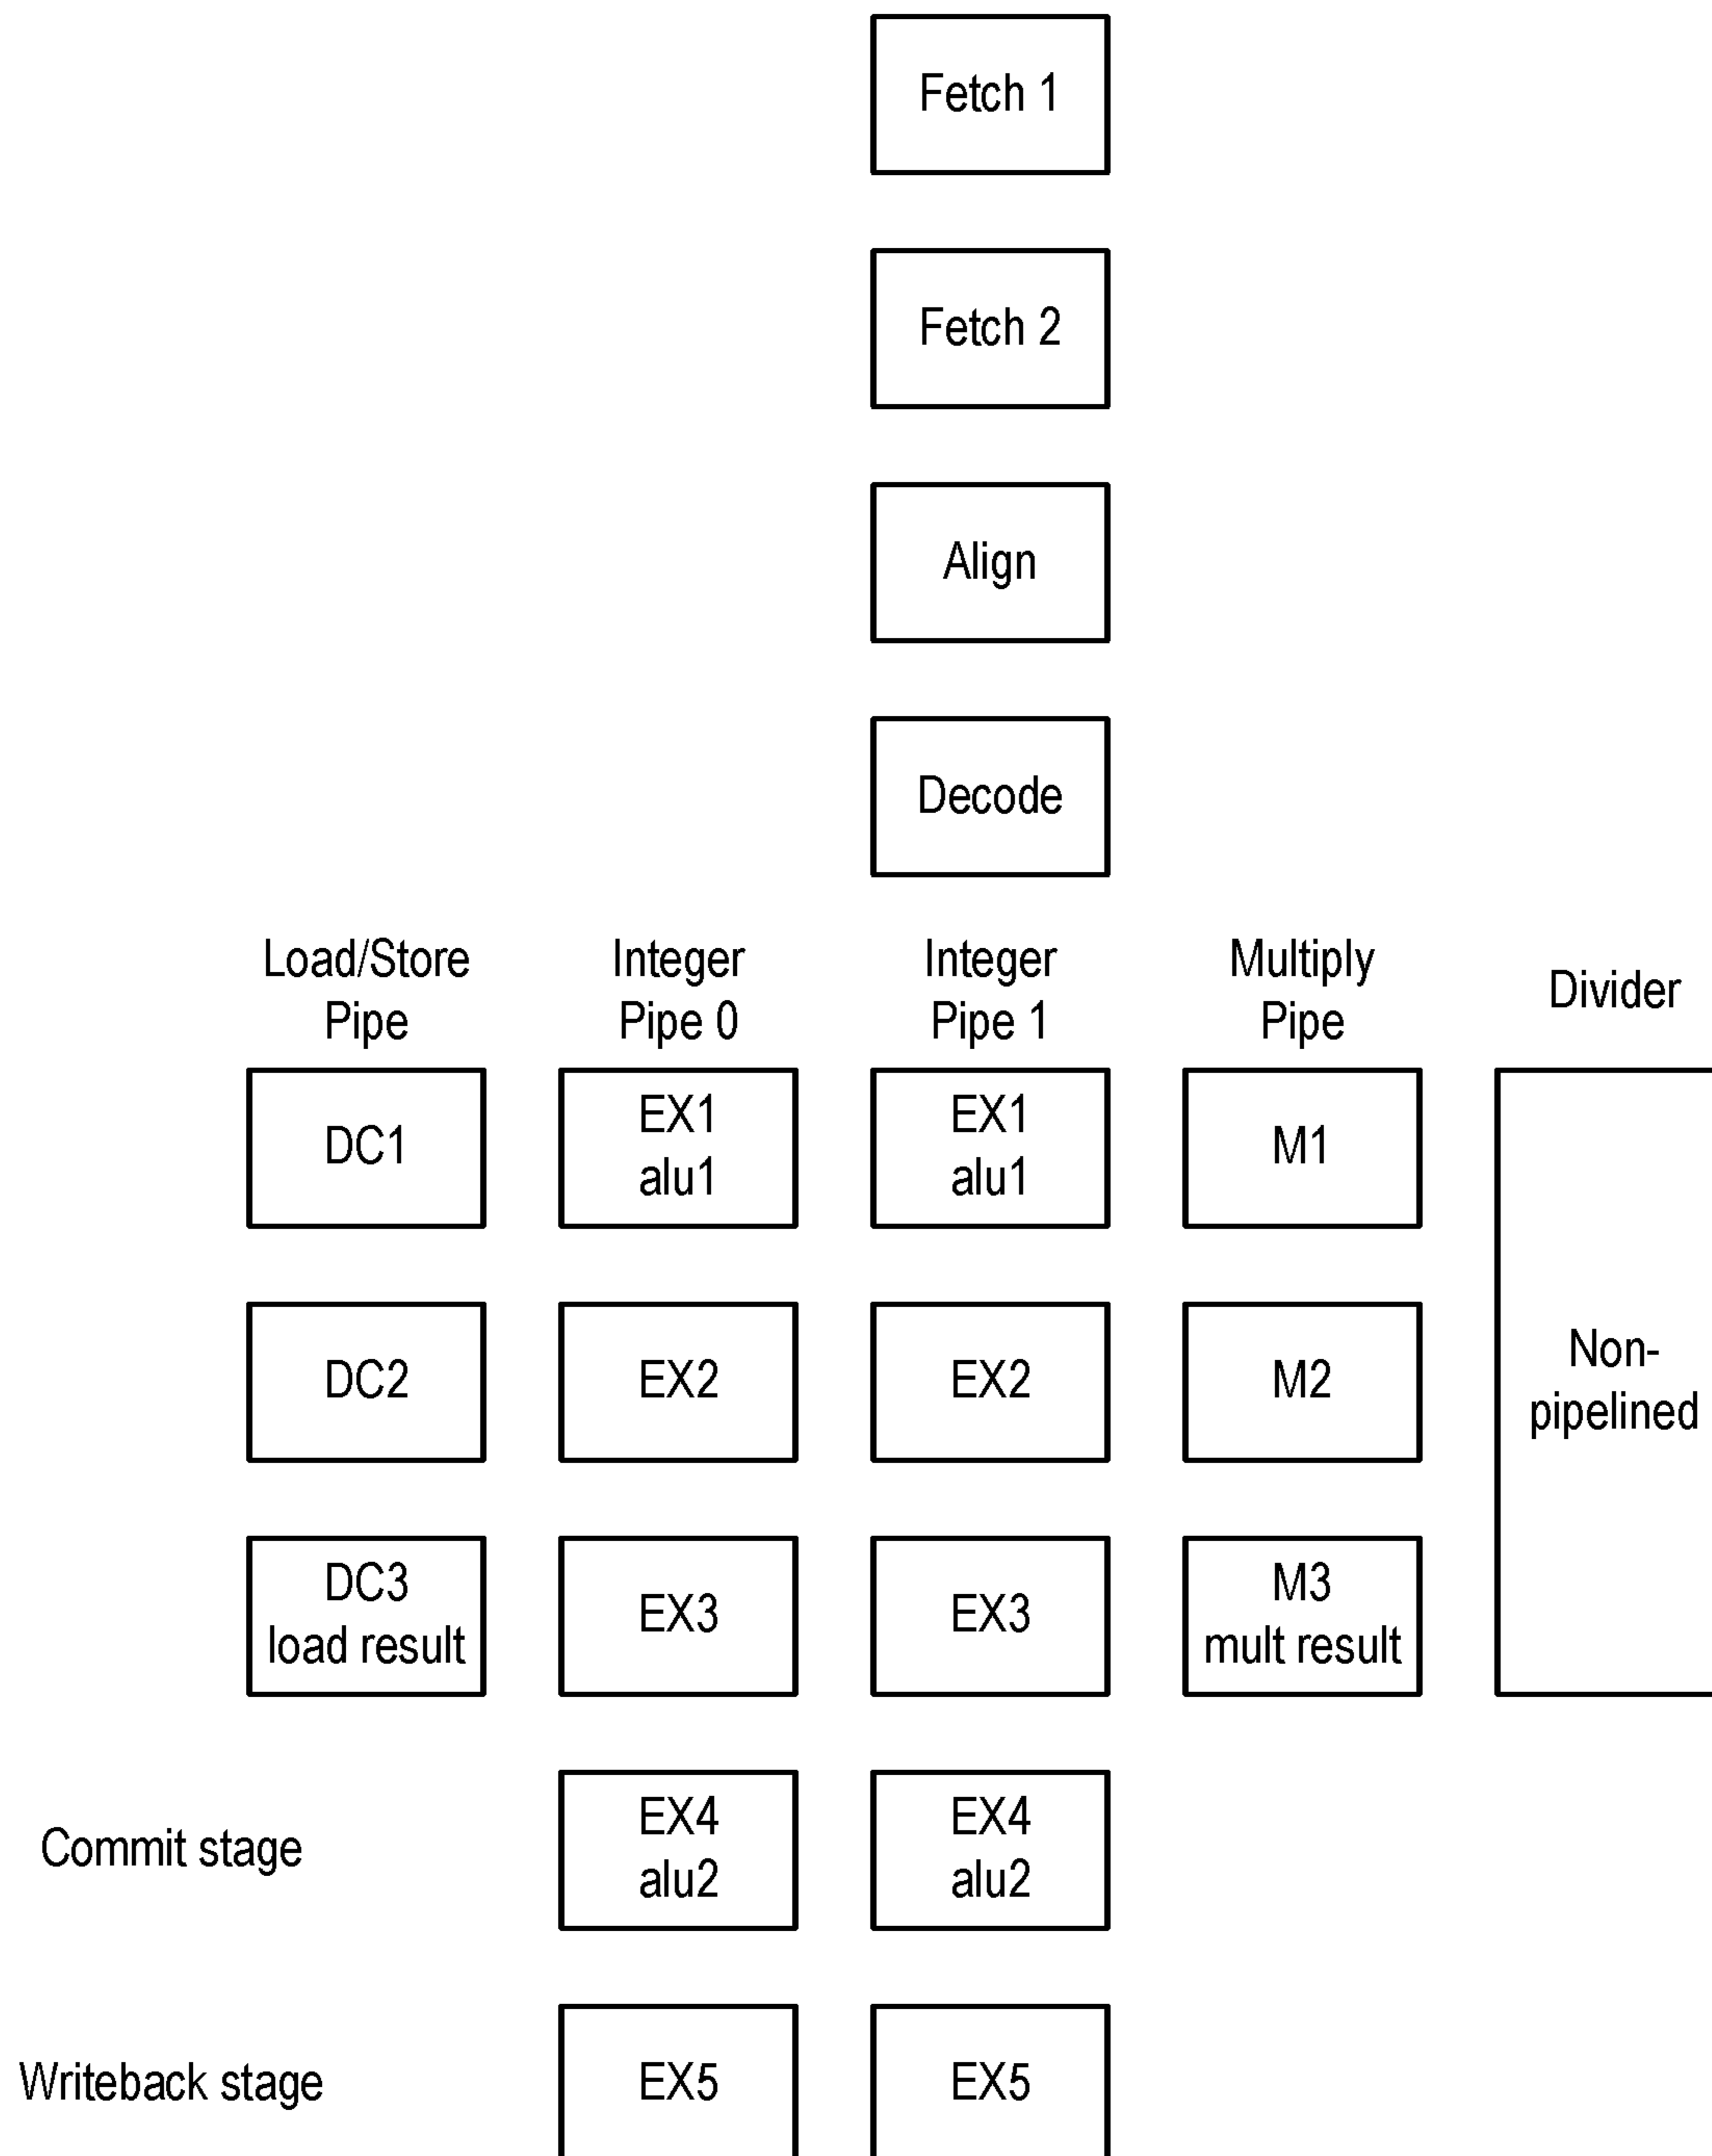 Fetch 1
Fetch 2
Align
Decode
Load/Store
Pipe
Integer
Pipe 0
Integer
Pipe 1
Multiply
Pipe
Divider
DC1
EX1
alu1
EX1
alu1
M1
DC2
EX2
EX2
M2
Non-
pipelined
DC3
load result
EX3
EX3
M3
mult result
Commit stage
EX4
alu2
EX4
alu2
Writeback stage
EX5
EX5